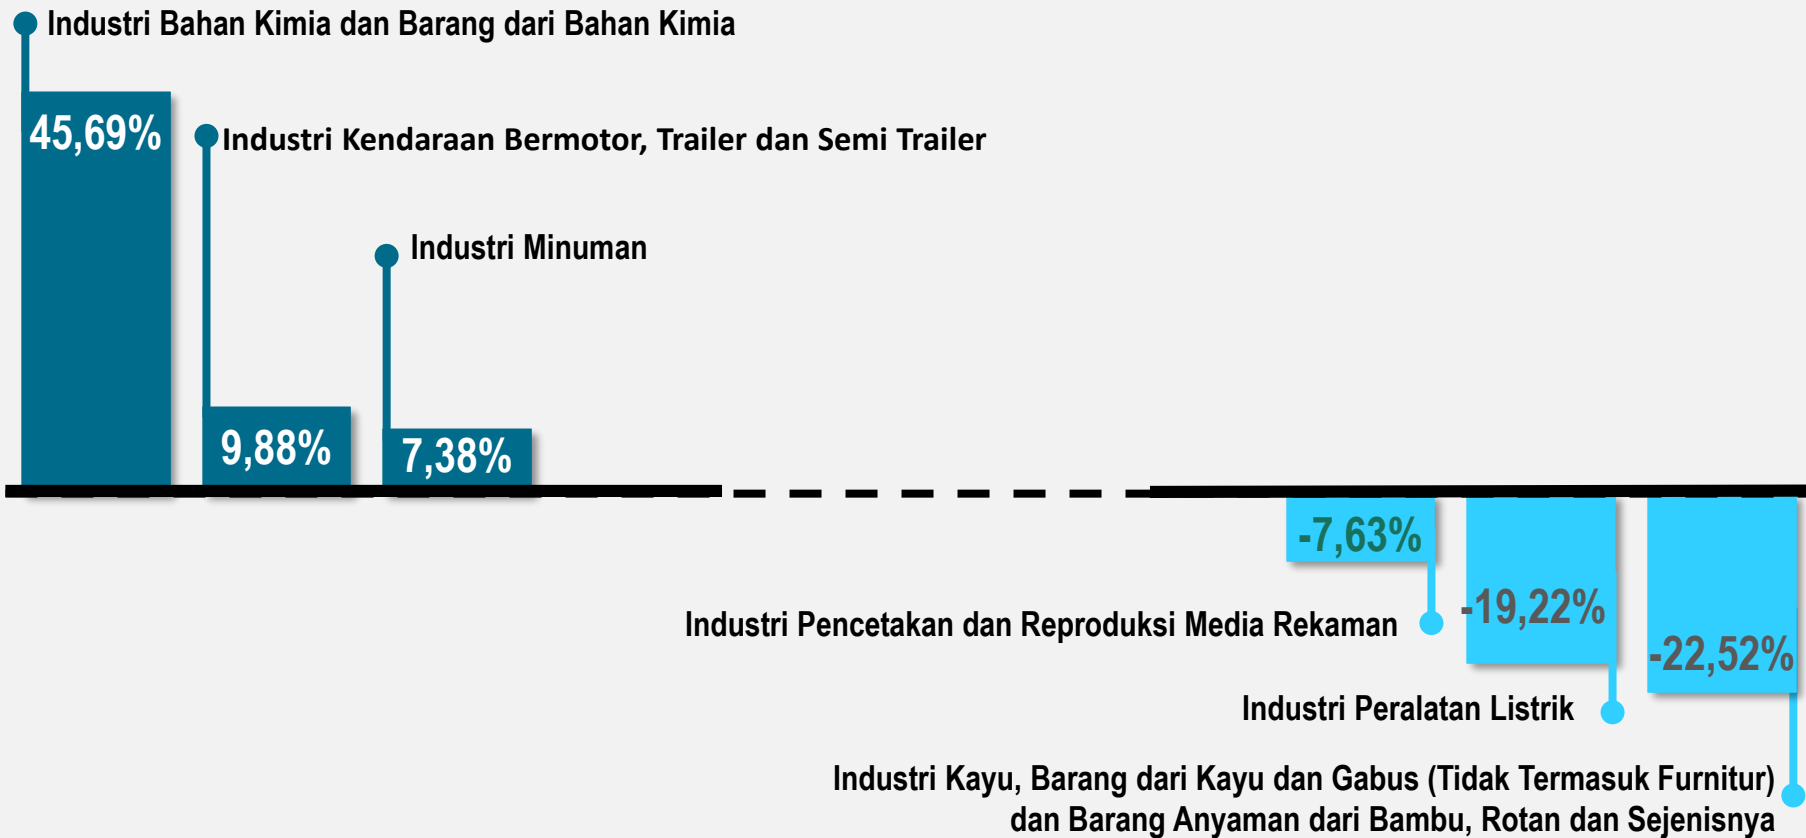 Industri Bahan Kimia dan Barang dari Bahan Kimia
45,69%
Industri Kendaraan Bermotor, Trailer dan Semi Trailer
Industri Minuman
9,88%
7,38%
-7,63%
-19,22%
-22,52%
Industri Pencetakan dan Reproduksi Media Rekaman
Industri Peralatan Listrik
Industri Kayu, Barang dari Kayu dan Gabus (Tidak Termasuk Furnitur)
dan Barang Anyaman dari Bambu, Rotan dan Sejenisnya